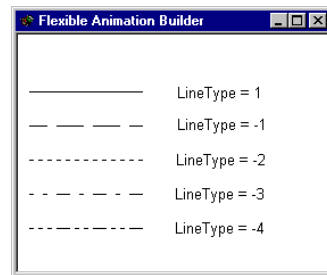 Flexible Animation Builder
LineType = 1
LineType = -1
LineType = -2
LineType = -3
LineType = -4